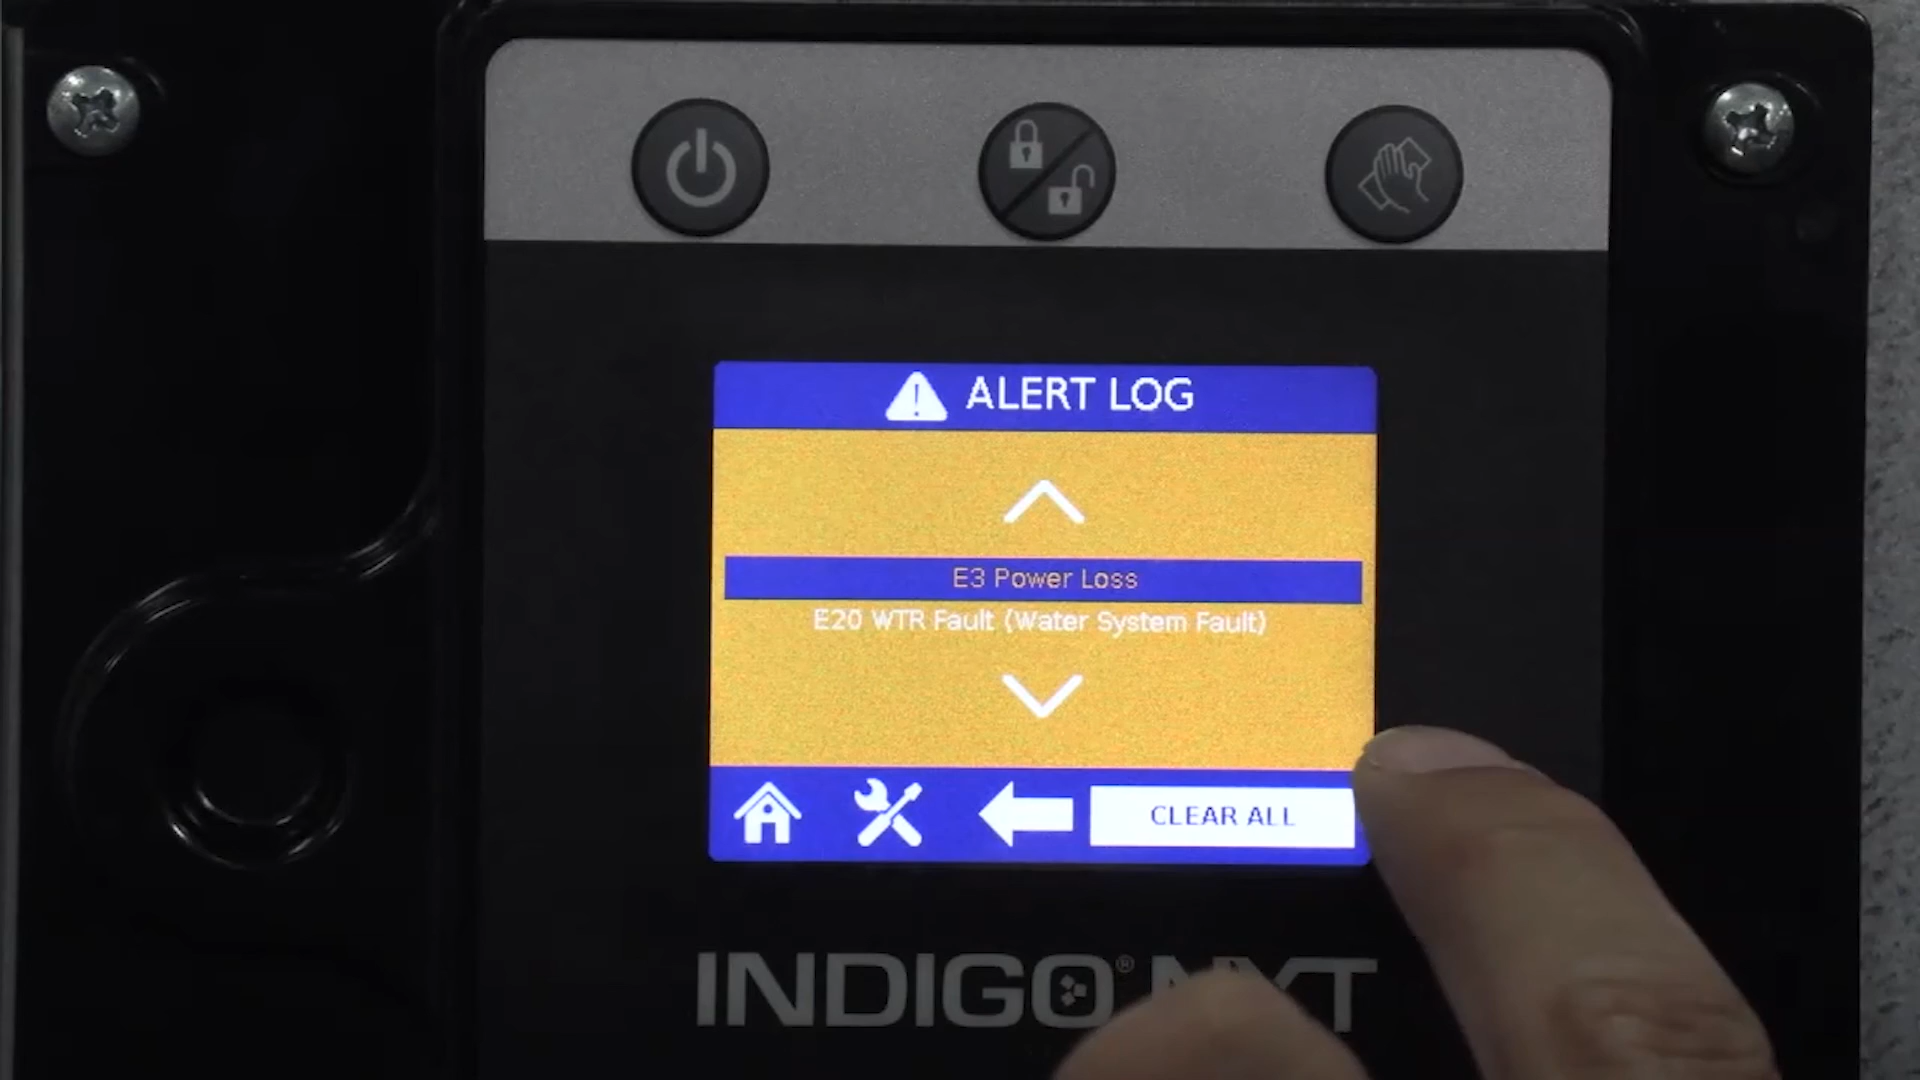 ALERT LOG
E3 Power Loss
E20 WTR Fault (Water System Fault)
CLEAR ALL
INDIGO® NXT